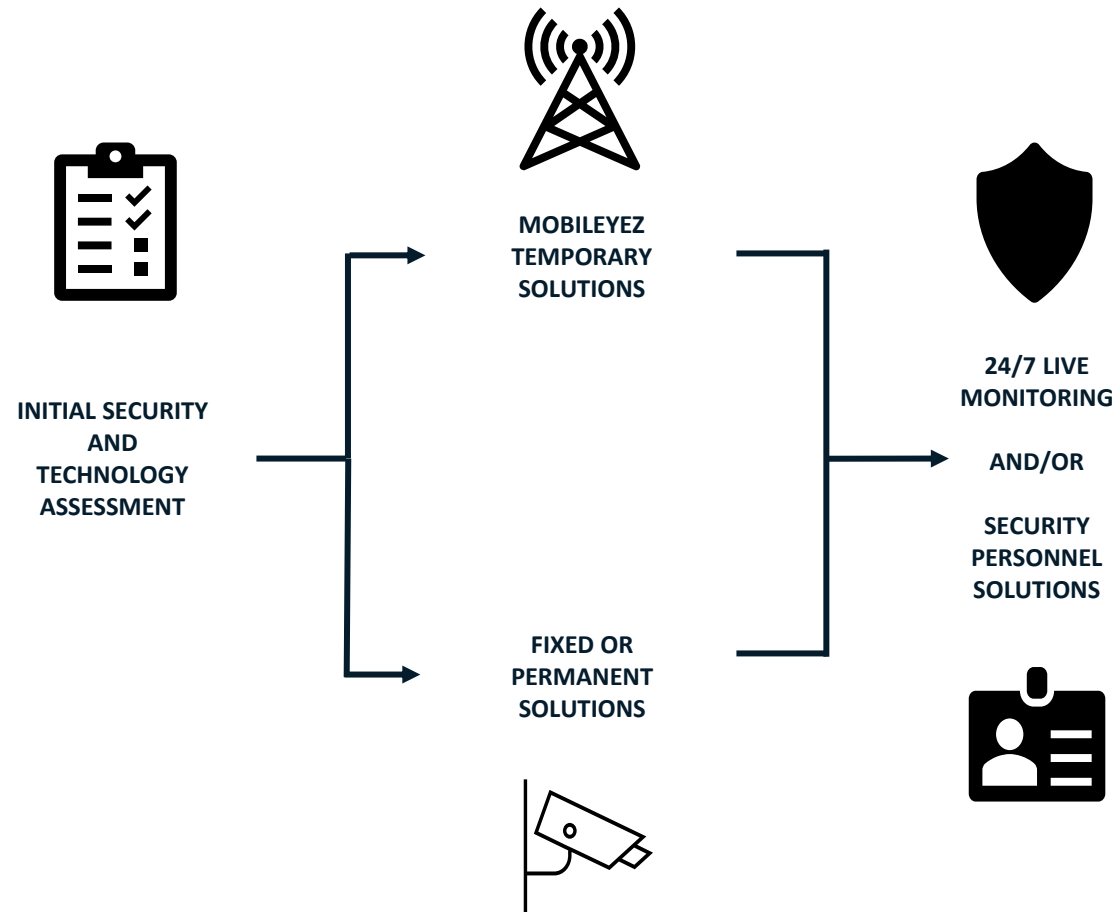 INITIAL SECURITY
AND
TECHNOLOGY
ASSESSMENT
MOBILEYEZ
TEMPORARY
SOLUTIONS
FIXED OR
PERMANENT
SOLUTIONS
24/7 LIVE
MONITORING
AND/OR
SECURITY
PERSONNEL
SOLUTIONS